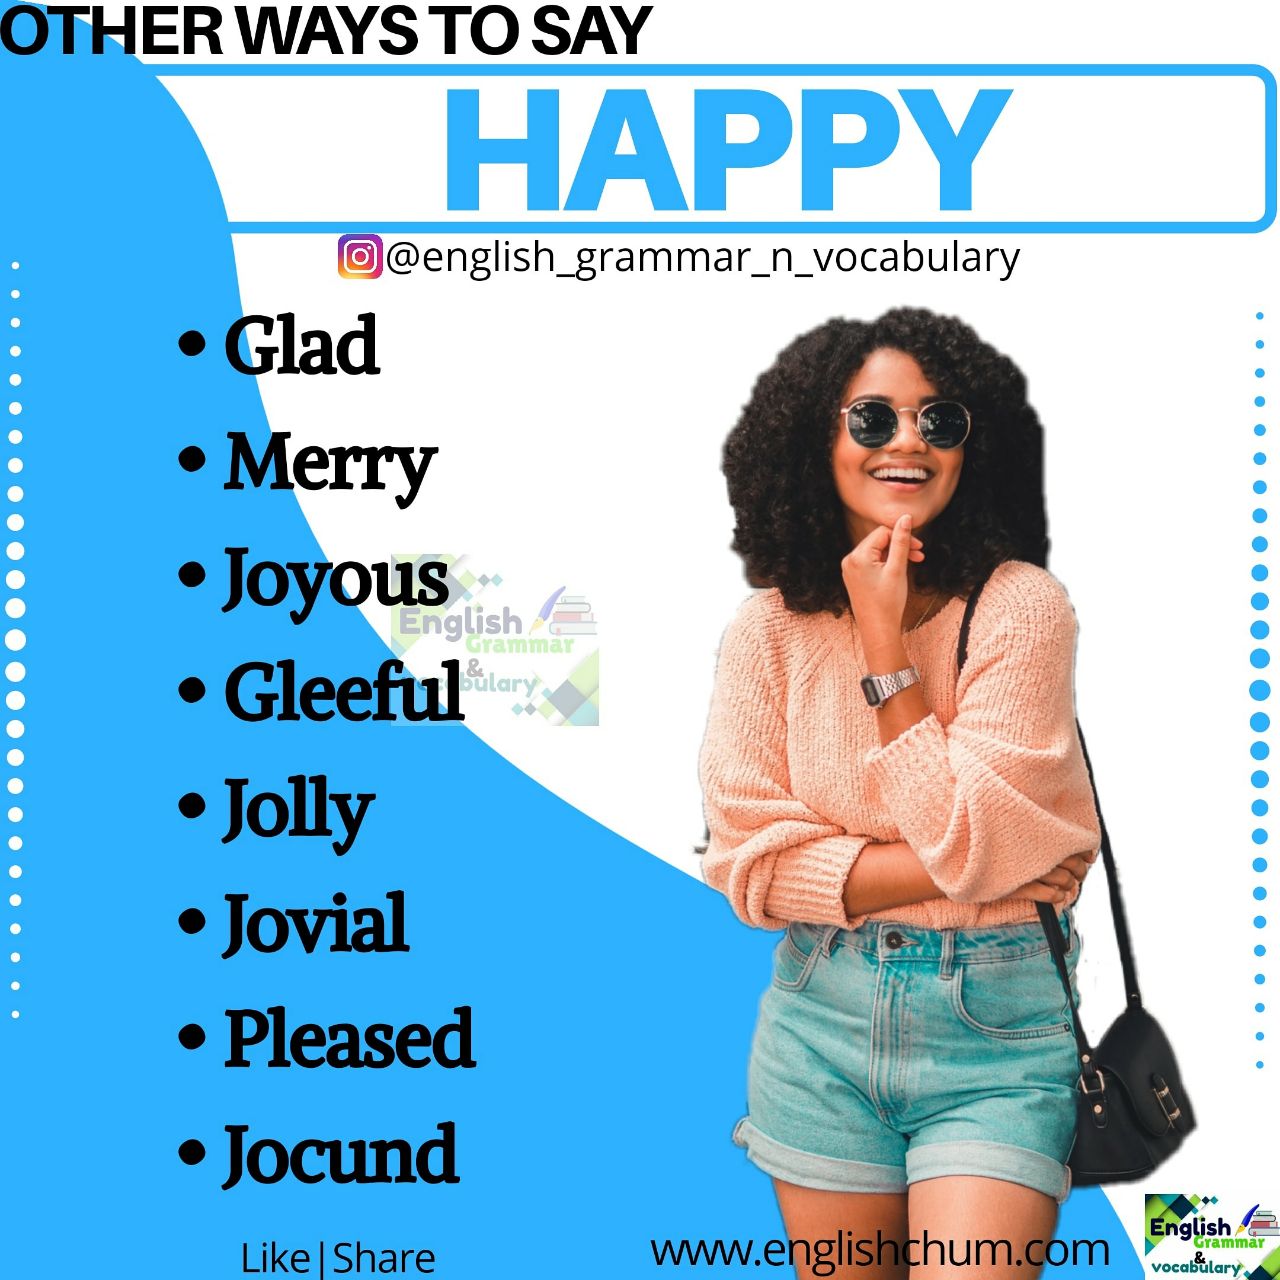 OTHER WAYS TO SAY
HAPPY
@english_grammar_n_vocabulary
• Glad
• Merry
• Joyous
• Gleeful
• Jolly
• Jovial
• Pleased
• Jocund
English
Grammar
&
vocabulary
Like|Share
www.englishchum.com
English
Grammar
&
vocabulary